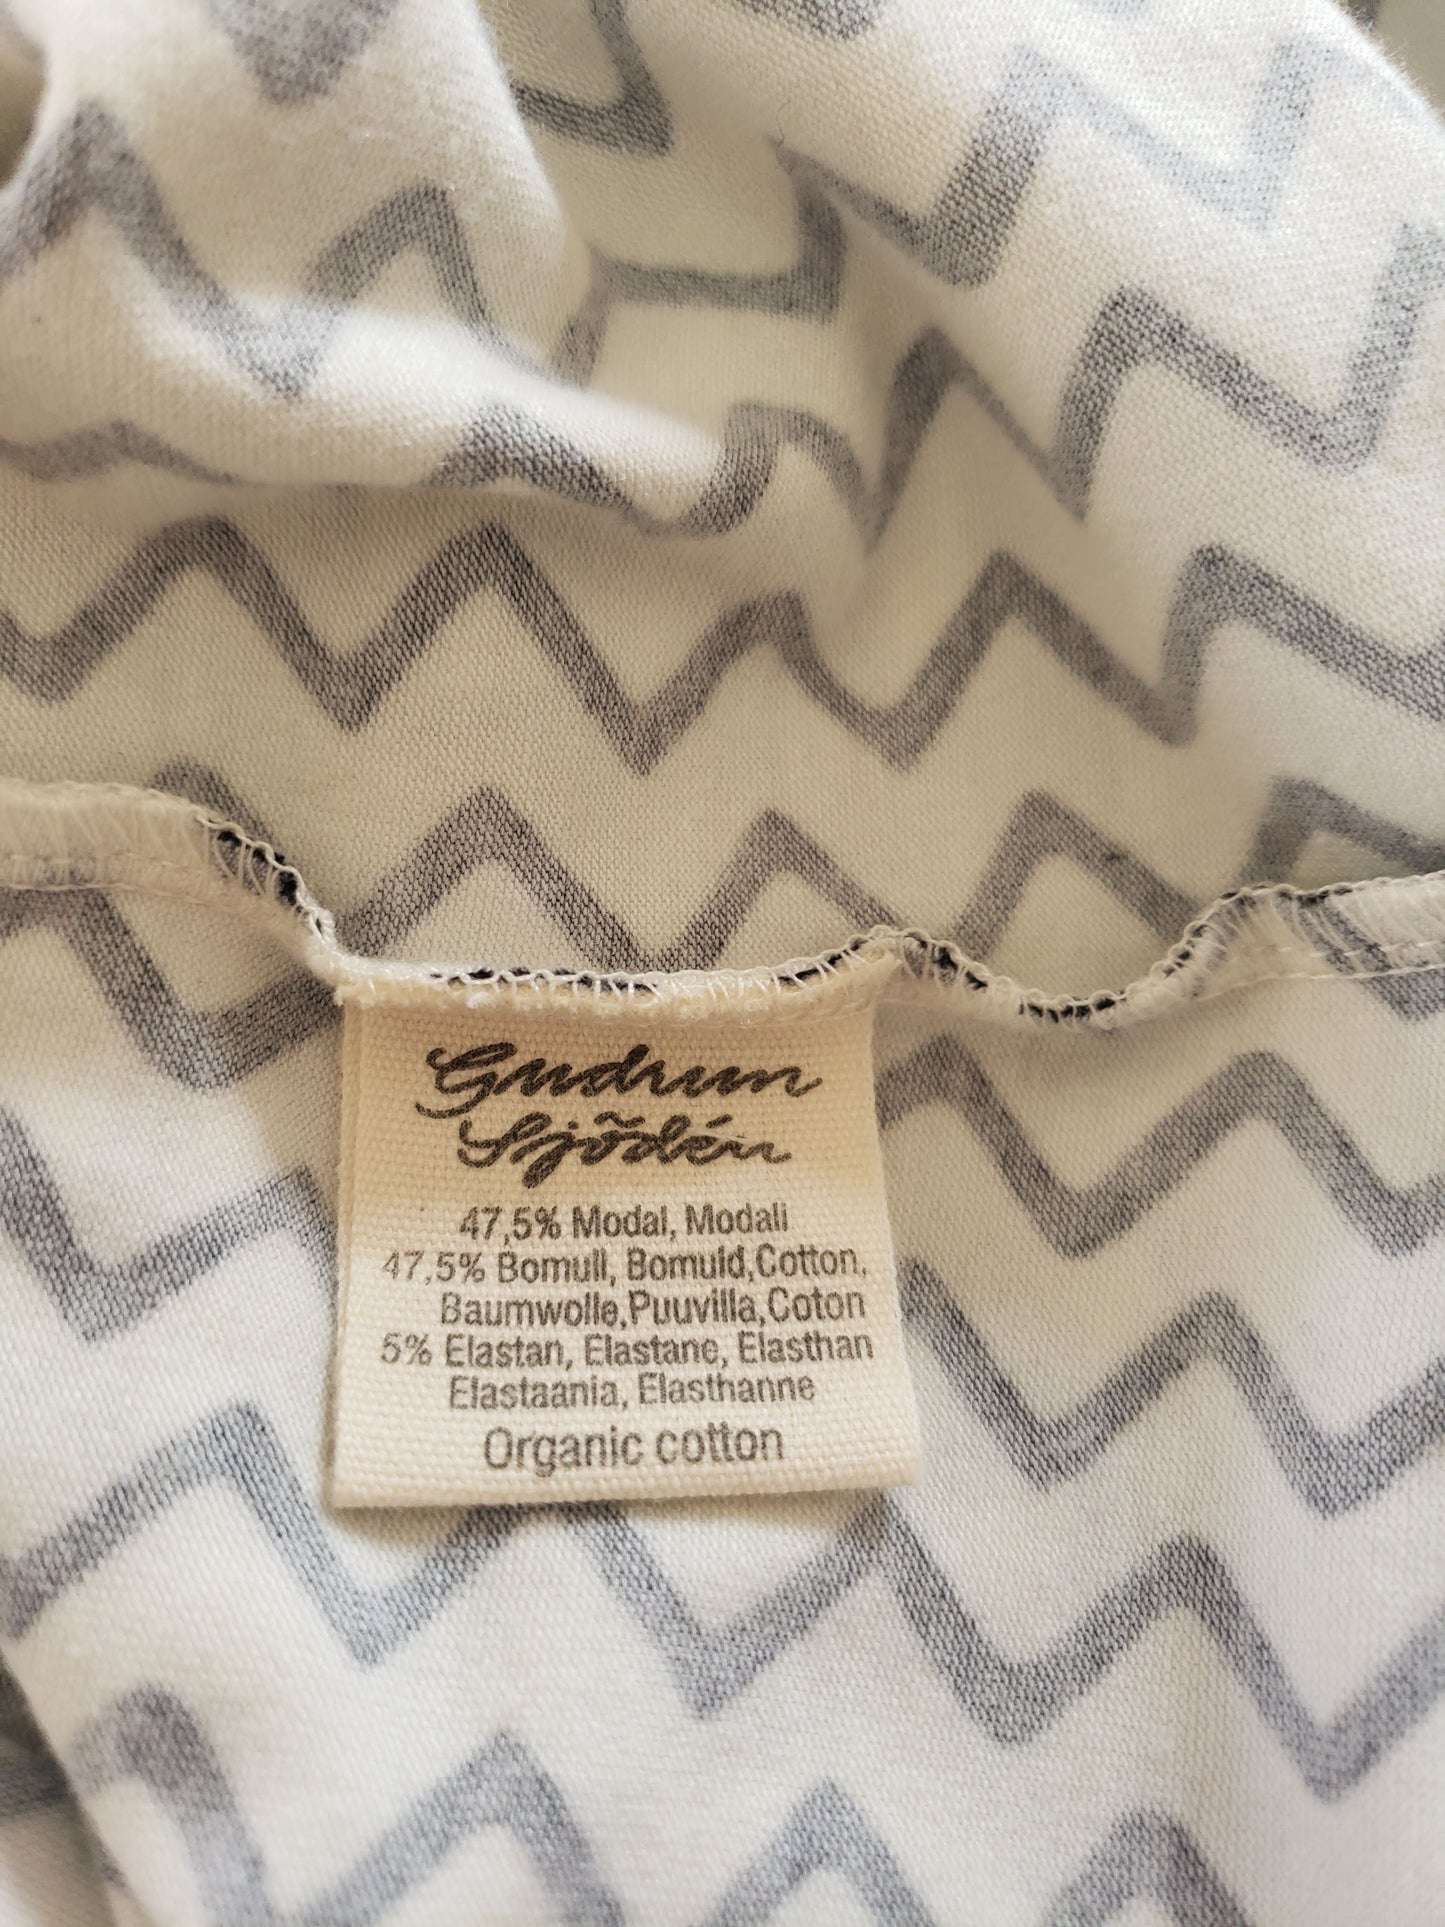 Gudrun
Sjödén
47,5% Modal, Modali
47,5% Bomull, Bomuld,Cotton,
Baumwolle,Puuvilla,Coton
5% Elastan, Elastane, Elasthan
Elastaania, Elasthanne
Organic cotton